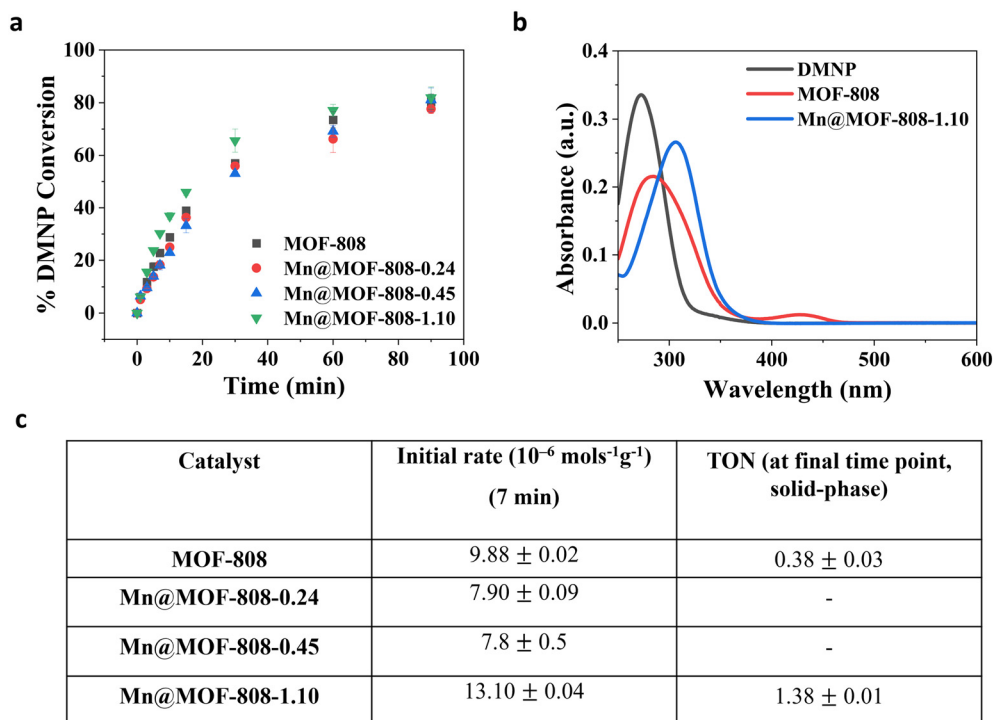 a
% DMNP Conversion
100
80
60
40
20
0
MOF-808
Mn@MOF-808-0.24
Mn@MOF-808-0.45
Mn@MOF-808-1.10
0 20 40 60 80 100
Time (min)
b
Absorbance (a.u.)
0.4
0.3
0.2
0.1
0.0
DMNP
MOF-808
Mn@MOF-808-1.10
300 400 500 600
Wavelength (nm)
c
Catalyst
Initial rate (10⁻⁶ mols⁻¹g⁻¹)
(7 min)
TON (at final time point,
solid-phase)
MOF-808 9.88 ± 0.02 0.38 ± 0.03
Mn@MOF-808-0.24 7.90 ± 0.09 -
Mn@MOF-808-0.45 7.8 ± 0.5 -
Mn@MOF-808-1.10 13.10 ± 0.04 1.38 ± 0.01